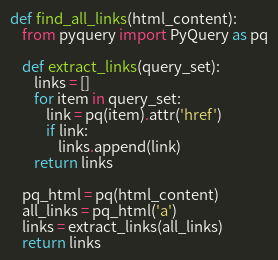 def find_all_links(html_content):
    from pyquery import PyQuery as pq

    def extract_links(query_set):
        links = []
        for item in query_set:
            link = pq(item).attr('href')
            if link:
                links.append(link)
        return links

    pq_html = pq(html_content)
    all_links = pq_html('a')
    links = extract_links(all_links)
    return links